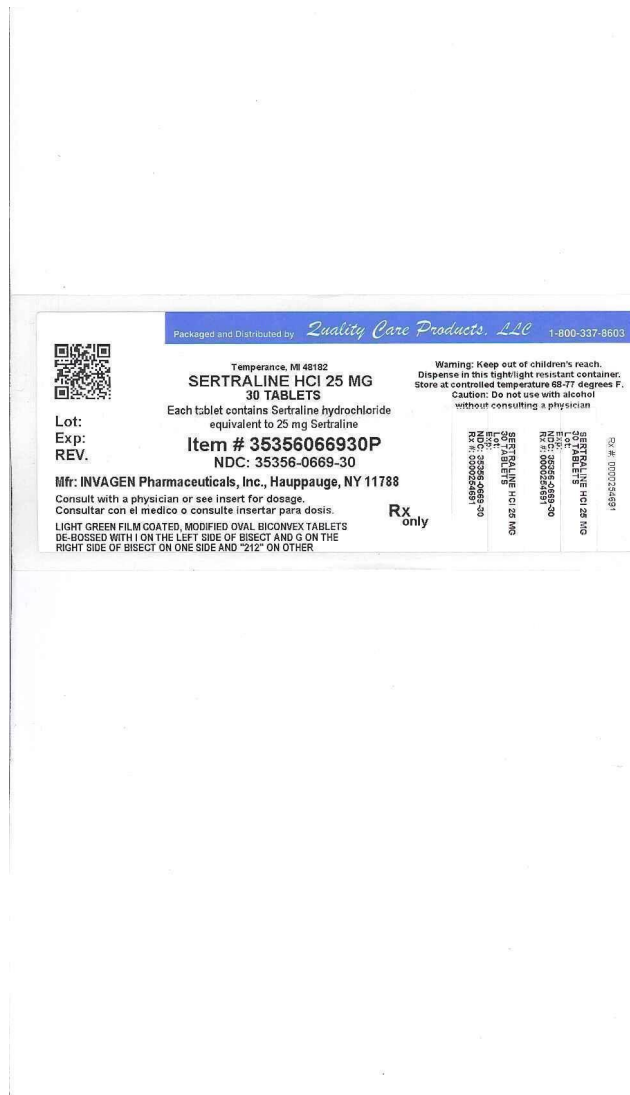 Packaged and Distributed by Quality Care Products, LLC 1-800-337-8603
Temperance, MI 48182
SERTRALINE HCl 25 MG
30 TABLETS
Each tablet contains Sertraline hydrochloride
equivalent to 25 mg Sertraline
Item # 35356066930P
NDC: 35356-0669-30
Lot:
Exp:
REV.
Mfr: INVAGEN Pharmaceuticals, Inc., Hauppauge, NY 11788
Consult with a physician or see insert for dosage.
Consultar con el medico o consulte insertar para dosis.
Rx only
LIGHT GREEN FILM COATED, MODIFIED OVAL BICONVEX TABLETS
DE-BOSSED WITH I ON THE LEFT SIDE OF BISECT AND G ON THE
RIGHT SIDE OF BISECT ON ONE SIDE AND "212" ON OTHER
Warning: Keep out of children's reach.
Dispense in this tight/light resistant container.
Store at controlled temperature 68-77 degrees F.
Caution: Do not use with alcohol
without consulting a physician
SERTRALINE HCl 25 MG
30 TABLETS
Lot:
Exp:
NDC: 35356-0669-30
Rx #: 0000254691
SERTRALINE HCl 25 MG
30 TABLETS
Lot:
Exp:
NDC: 35356-0669-30
Rx #: 0000254691
Rx #: 0000254691